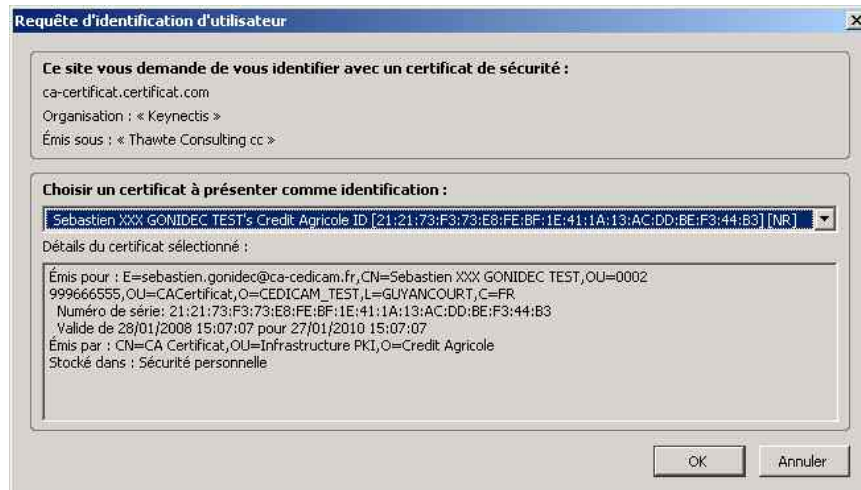 Requête d'identification d'utilisateur
Ce site vous demande de vous identifier avec un certificat de sécurité :
ca-certificat.certificat.com
Organisation : « Keynectis »
Émis sous : « Thawte Consulting cc »
Choisir un certificat à présenter comme identification :
Sebastien XXX GONIDEC TEST's Credit Agricole ID [21:21:73:F3:73:E8:FE:BF:1E:41:1A:13:AC:DD:BE:F3:44:B3] [NR]
Détails du certificat sélectionné :
Émis pour : E=sebastien.gonidec@ca-cedicam.fr,CN=Sebastien XXX GONIDEC TEST,OU=0002
999666555,OU=CACertificat,O=CEDICAM_TEST,L=GUYANCOURT,C=FR
Numéro de série: 21:21:73:F3:73:E8:FE:BF:1E:41:1A:13:AC:DD:BE:F3:44:B3
Valide de 28/01/2008 15:07:07 pour 27/01/2010 15:07:07
Émis par : CN=CA Certificat,OU=Infrastructure PKI,O=Credit Agricole
Stocké dans : Sécurité personnelle
OK
Annuler